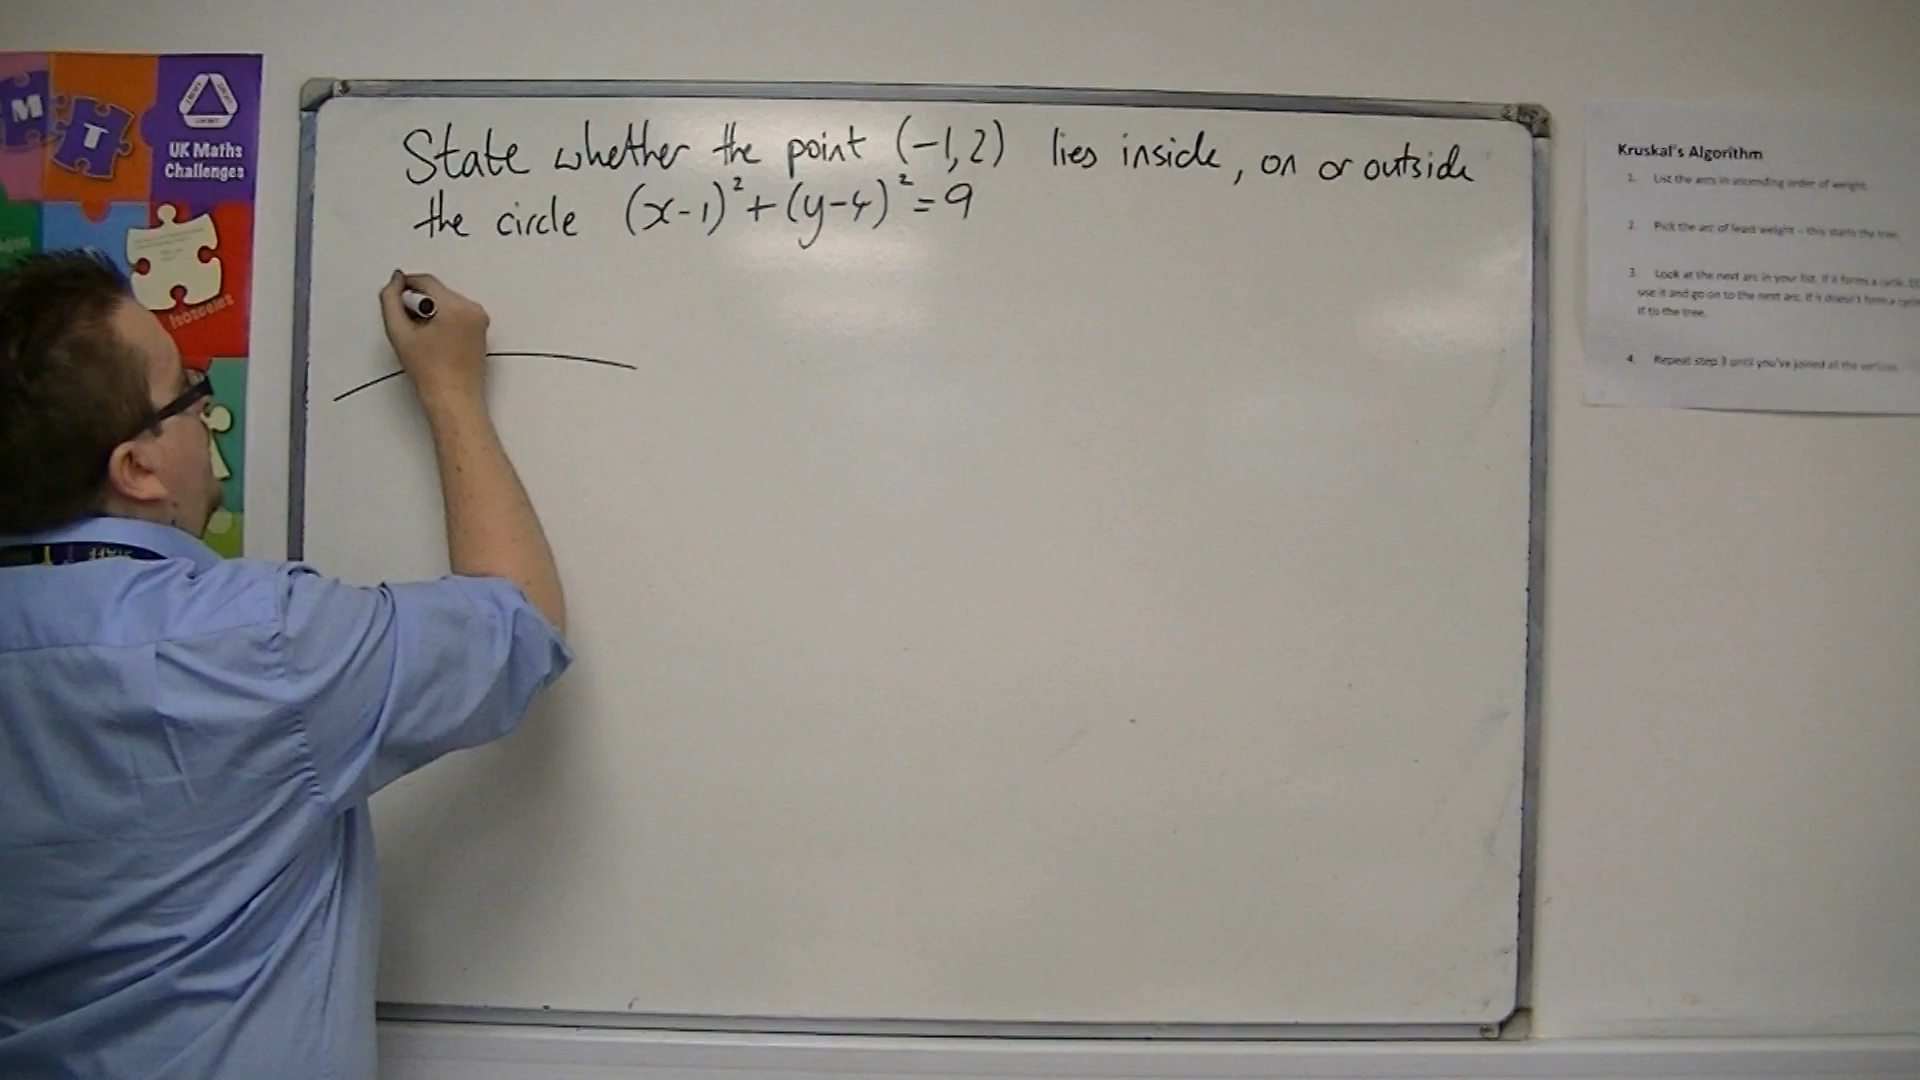 M
T
UK Maths
Challenges
Isosceles
State whether the point (-1,2) lies inside, on or outside
the circle (x-1)²+(y-4)²=9
Kruskal's Algorithm
1. List the arcs in ascending order of weight.
2. Pick the arc of least weight – this starts the tree.
3. Look at the next arc in your list. If it forms a cycle,
use it and go on to the next arc. If it doesn't form a
it to the tree.
4. Repeat step 3 until you've joined all the vertices.